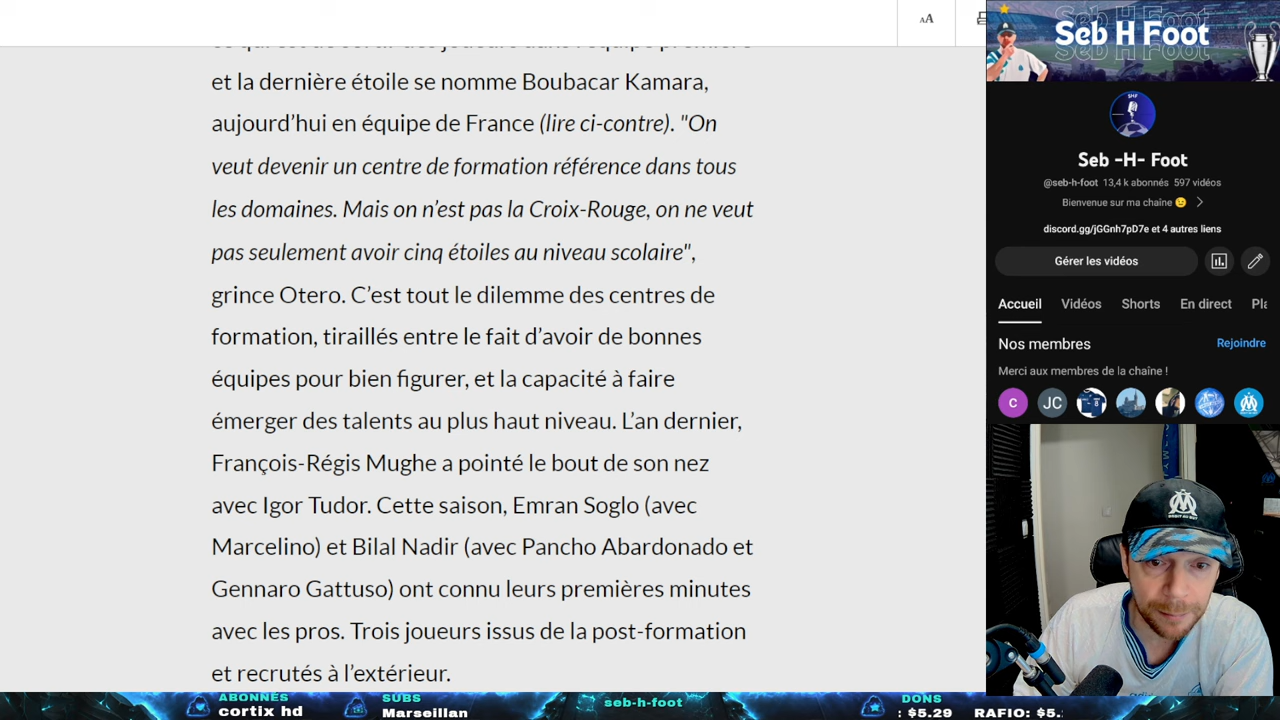 et la dernière étoile se nomme Boubacar Kamara,
aujourd'hui en équipe de France (lire ci-contre). "On
veut devenir un centre de formation référence dans tous
les domaines. Mais on n'est pas la Croix-Rouge, on ne veut
pas seulement avoir cinq étoiles au niveau scolaire",
grince Otero. C'est tout le dilemme des centres de
formation, tiraillés entre le fait d'avoir de bonnes
équipes pour bien figurer, et la capacité à faire
émerger des talents au plus haut niveau. L'an dernier,
François-Régis Mughe a pointé le bout de son nez
avec Igor Tudor. Cette saison, Emran Soglo (avec
Marcelino) et Bilal Nadir (avec Pancho Abardonado et
Gennaro Gattuso) ont connu leurs premières minutes
avec les pros. Trois joueurs issus de la post-formation
et recrutés à l'extérieur.
AA
Seb H Foot
Seb H Foot
Seb H Foot
SHF
Seb -H- Foot
@seb-h-foot 13,4 k abonnés 597 vidéos
Bienvenue sur ma chaîne
discord.gg/jGGnh7pD7e et 4 autres liens
Gérer les vidéos
Accueil Vidéos Shorts En direct Pla
Nos membres Rejoindre
Merci aux membres de la chaîne !
C JC
ABONNÉS
cortix hd
SUBS
Marseillan
seb-h-foot
DONS
: $5.29 RAFIO: $5.